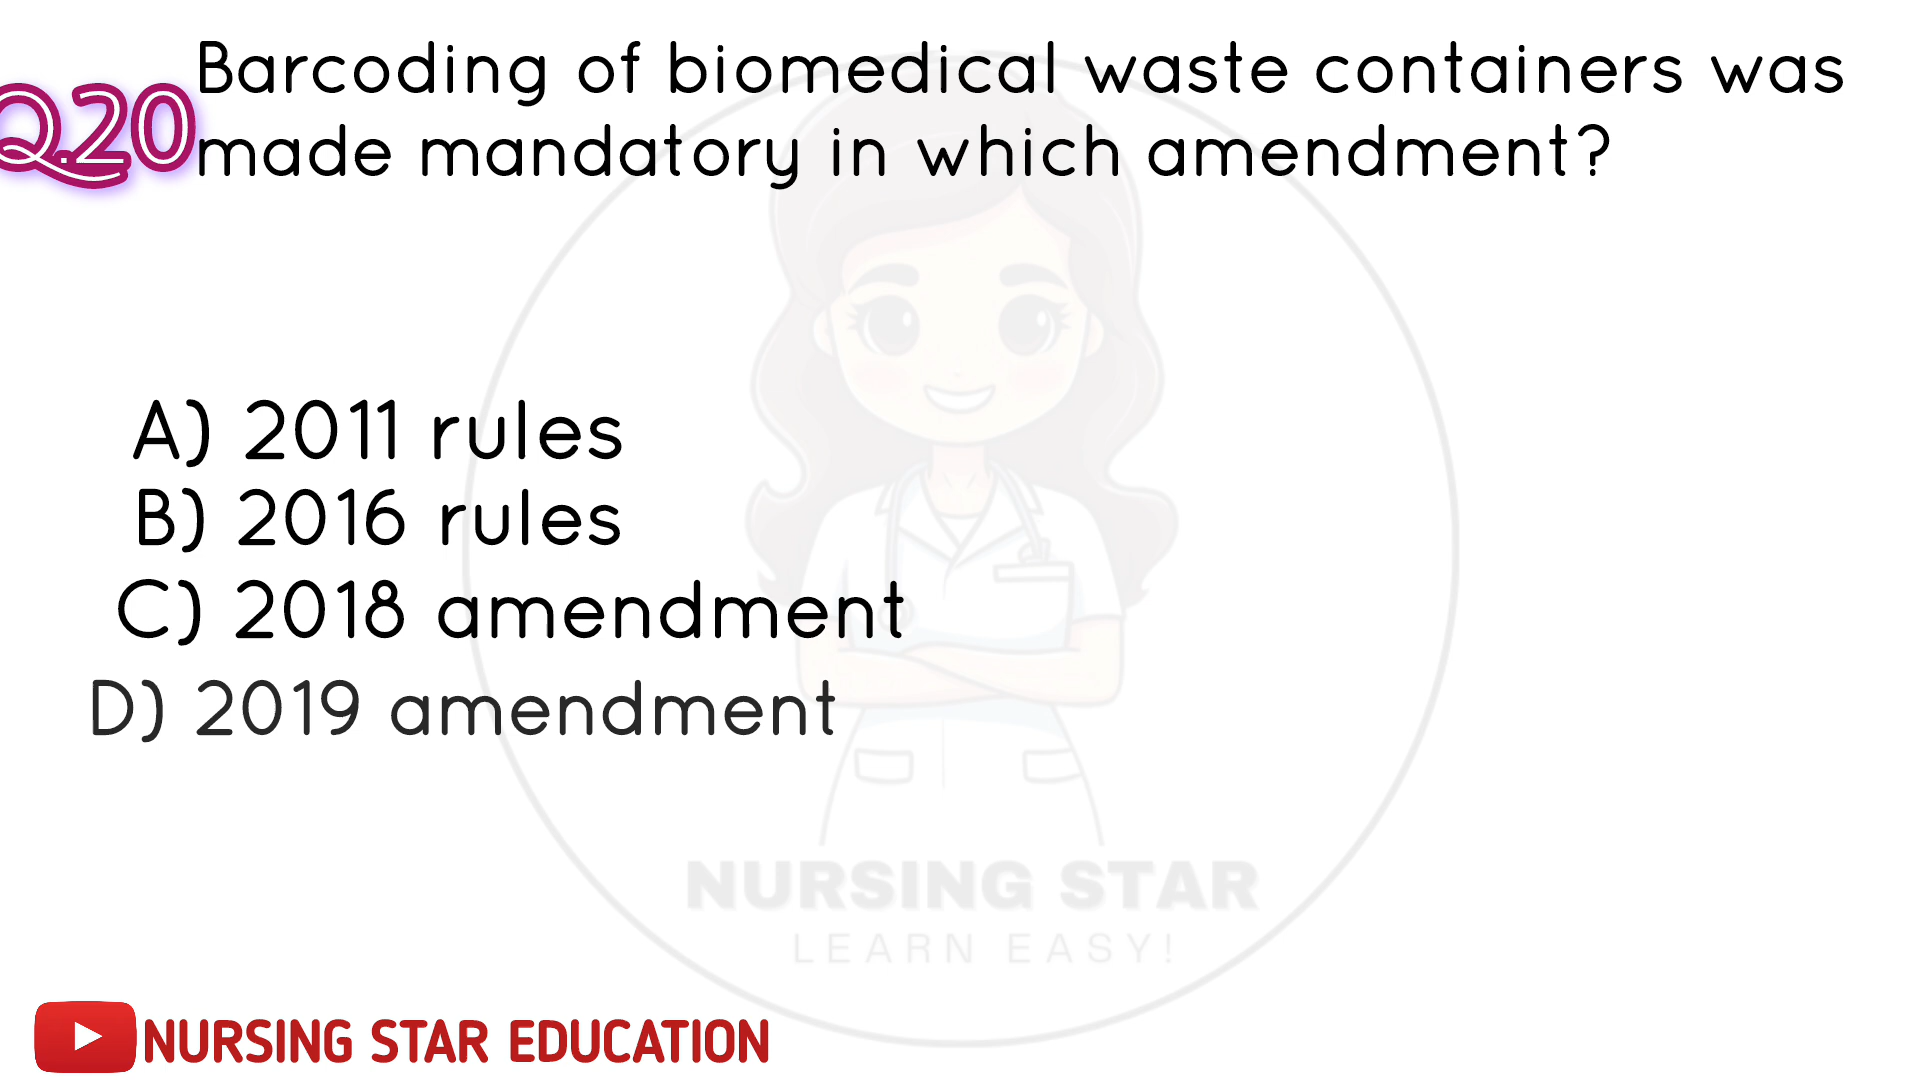 Q.20
Barcoding of biomedical waste containers was
made mandatory in which amendment?
A) 2011 rules
B) 2016 rules
C) 2018 amendment
D) 2019 amendment
NURSING STAR
LEARN EASY!
NURSING STAR EDUCATION